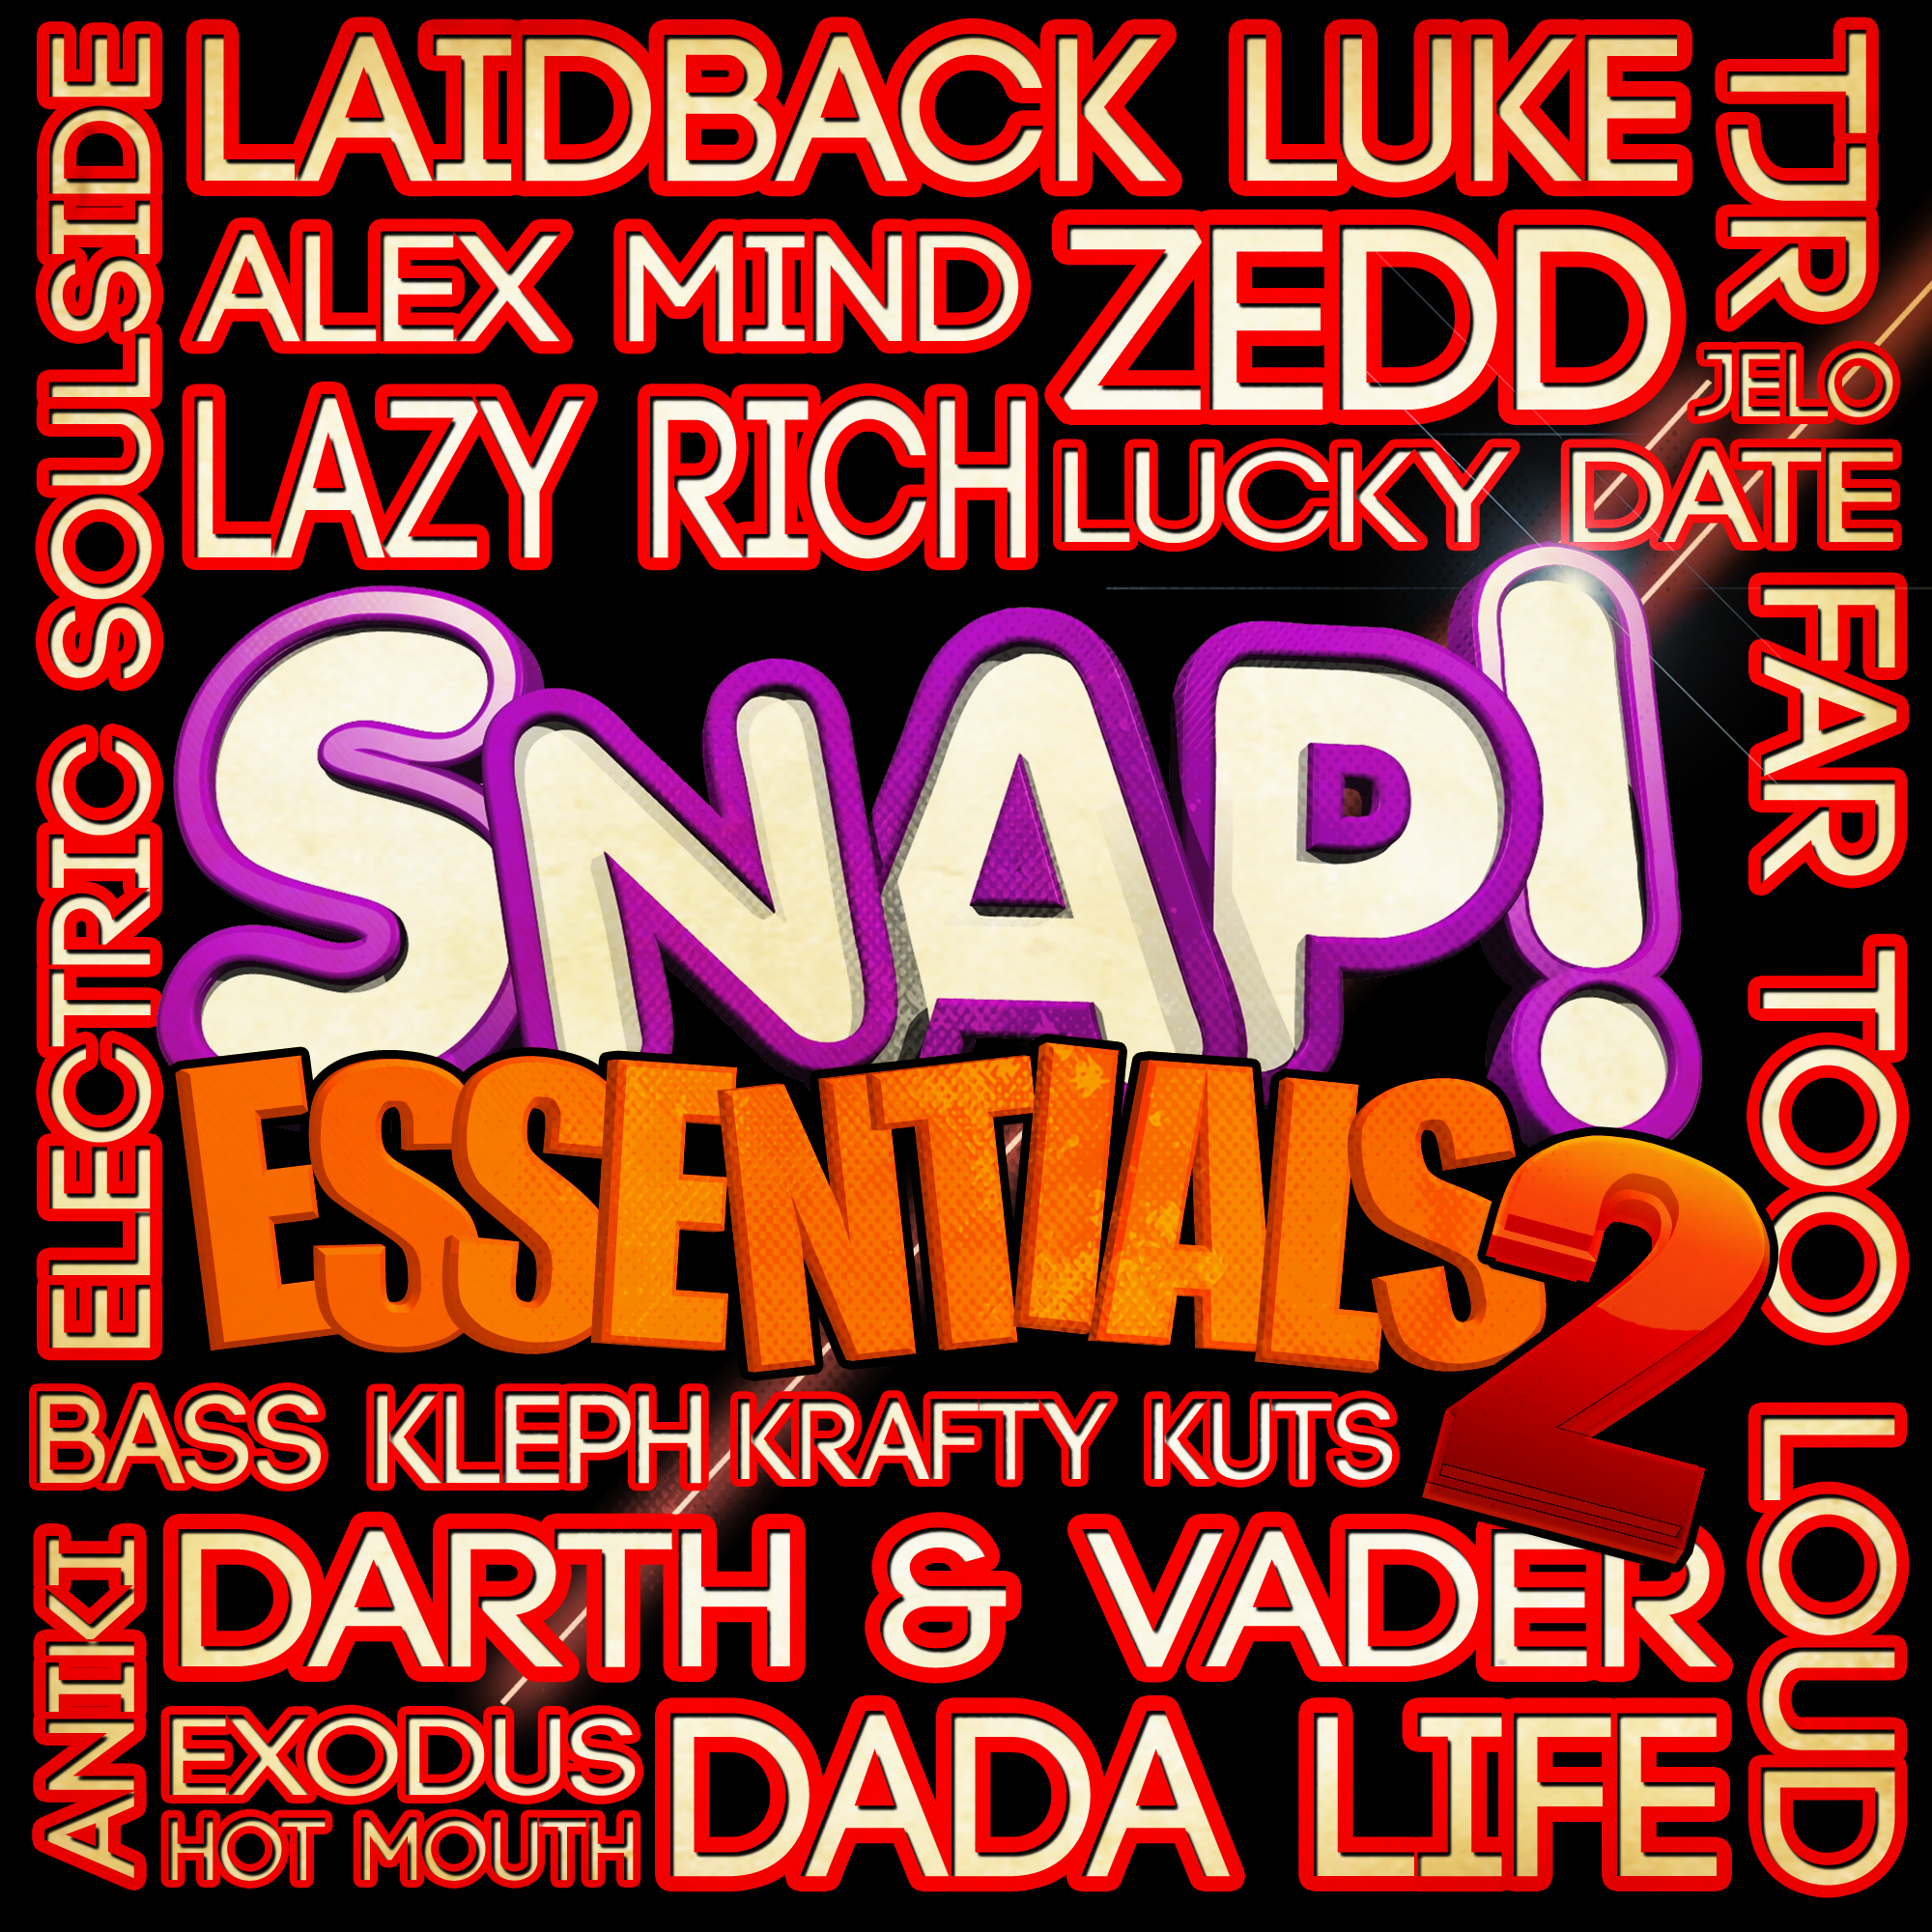 LAIDBACK LUKE
TJR
ELECTRIC SOULSIDE
ALEX MIND
ZEDD
JELO
LAZY RICH
LUCKY DATE
FAR TOO LOUD
SNAP!
ESSENTIALS 2
BASS KLEPH
KRAFTY KUTS
ANIKI
DARTH & VADER
EXODUS
HOT MOUTH
DADA LIFE